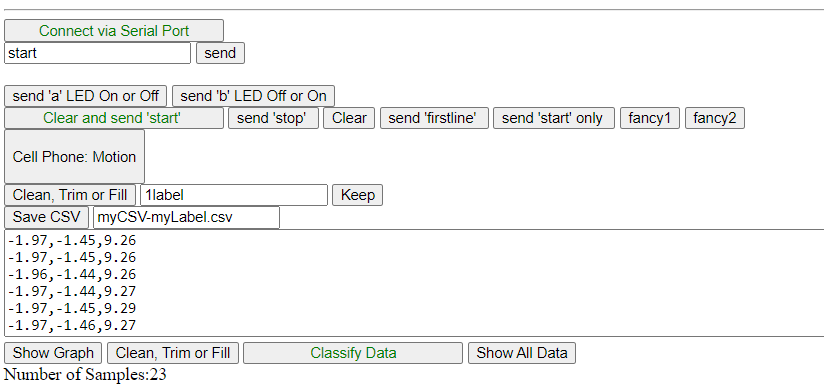 Connect via Serial Port
start send
send 'a' LED On or Off send 'b' LED Off or On
Clear and send 'start' send 'stop' Clear send 'firstline' send 'start' only fancy1 fancy2
Cell Phone: Motion
Clean, Trim or Fill 1label Keep
Save CSV myCSV-myLabel.csv
-1.97,-1.45,9.26
-1.97,-1.45,9.26
-1.96,-1.44,9.26
-1.97,-1.44,9.27
-1.97,-1.45,9.29
-1.97,-1.46,9.27
Show Graph Clean, Trim or Fill Classify Data Show All Data
Number of Samples:23